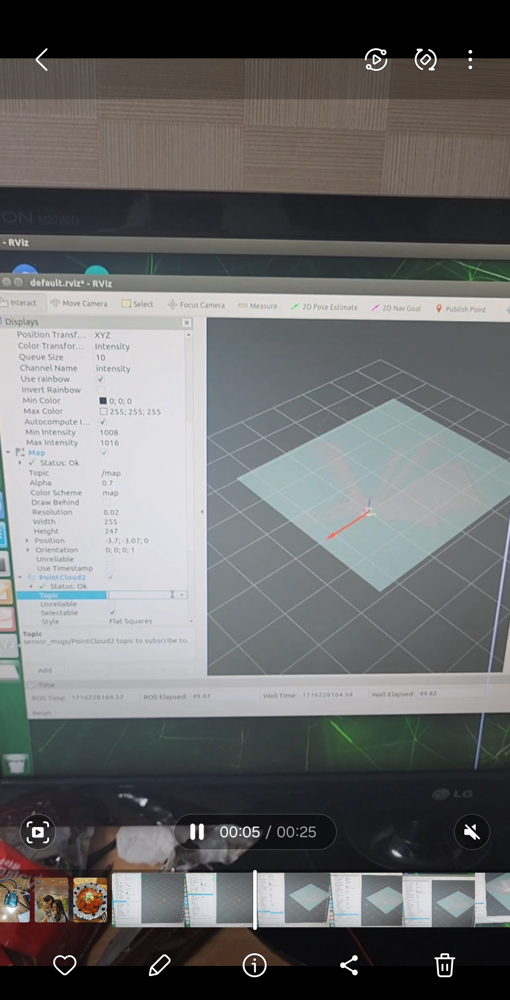 RON M2780D
- RViz
default.rviz* - RViz
Interact Move Camera Select Focus Camera Measure 2D Pose Estimate 2D Nav Goal Publish Point
Displays
Position Transf... XYZ
Color Transfor... Intensity
Queue Size 10
Channel Name intensity
Use rainbow
Invert Rainbow
Min Color 0; 0; 0
Max Color 255; 255; 255
Autocompute I...
Min Intensity 1008
Max Intensity 1016
Map
Status: Ok
Topic /map
Alpha 0.7
Color Scheme map
Draw Behind
Resolution 0.02
Width 255
Height 247
Position -3.7; -3.07; 0
Orientation 0; 0; 0; 1
Unreliable
Use Timestamp
PointCloud2
Status: Ok
Topic
Unreliable
Selectable
Style Flat Squares
Topic
sensor_msgs/PointCloud2 topic to subscribe to.
Add
Time
ROS Time: 1716228164.57 ROS Elapsed: 49.81 Wall Time: 1716228164.54 Wall Elapsed: 49.82
Reset
LG
00:05 / 00:25